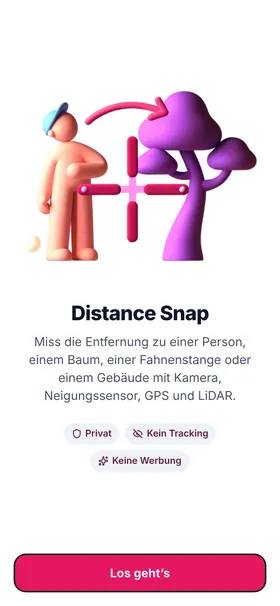 Distance Snap
Miss die Entfernung zu einer Person,
einem Baum, einer Fahnenstange oder
einem Gebäude mit Kamera,
Neigungssensor, GPS und LiDAR.
Privat
Kein Tracking
Keine Werbung
Los geht’s